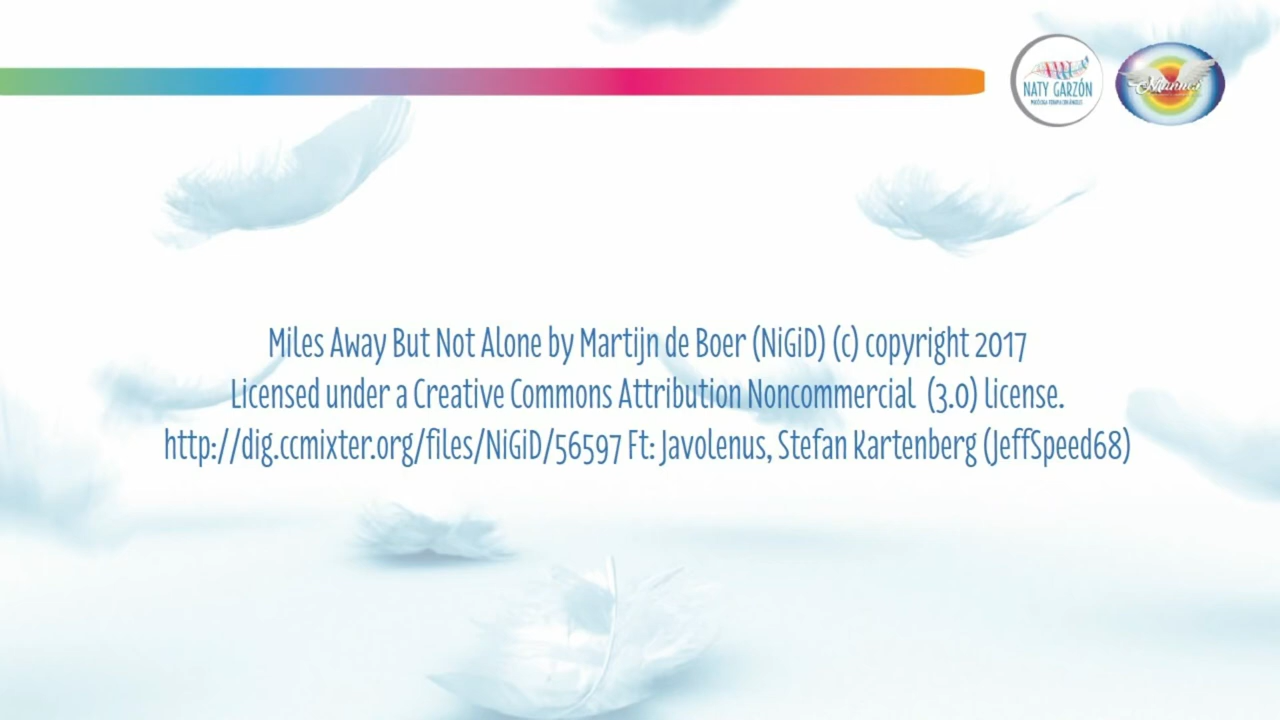 NATY GARZÓN
Miles Away But Not Alone by Martijn de Boer (NiGiD) (c) copyright 2017
Licensed under a Creative Commons Attribution Noncommercial (3.0) license.
http://dig.ccmixter.org/files/NiGiD/56597 Ft: Javolenus, Stefan Kartenberg (JeffSpeed68)